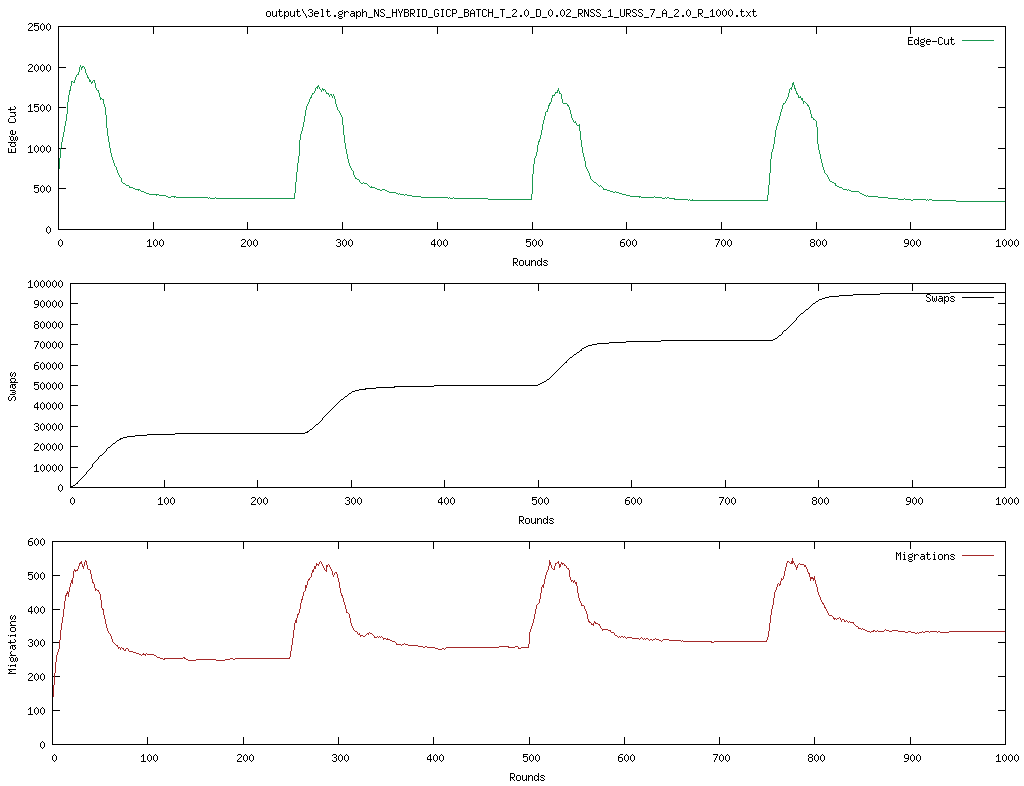 output\3elt.graph_NS_HYBRID_GICP_BATCH_T_2.0_D_0.02_RNSS_1_URSS_7_A_2.0_R_1000.txt
2500
2000
1500
1000
500
0
Edge Cut
Edge-Cut
0 100 200 300 400 500 600 700 800 900 1000
Rounds
100000
90000
80000
70000
60000
50000
40000
30000
20000
10000
0
Swaps
Swaps
0 100 200 300 400 500 600 700 800 900 1000
Rounds
600
500
400
300
200
100
0
Migrations
Migrations
0 100 200 300 400 500 600 700 800 900 1000
Rounds